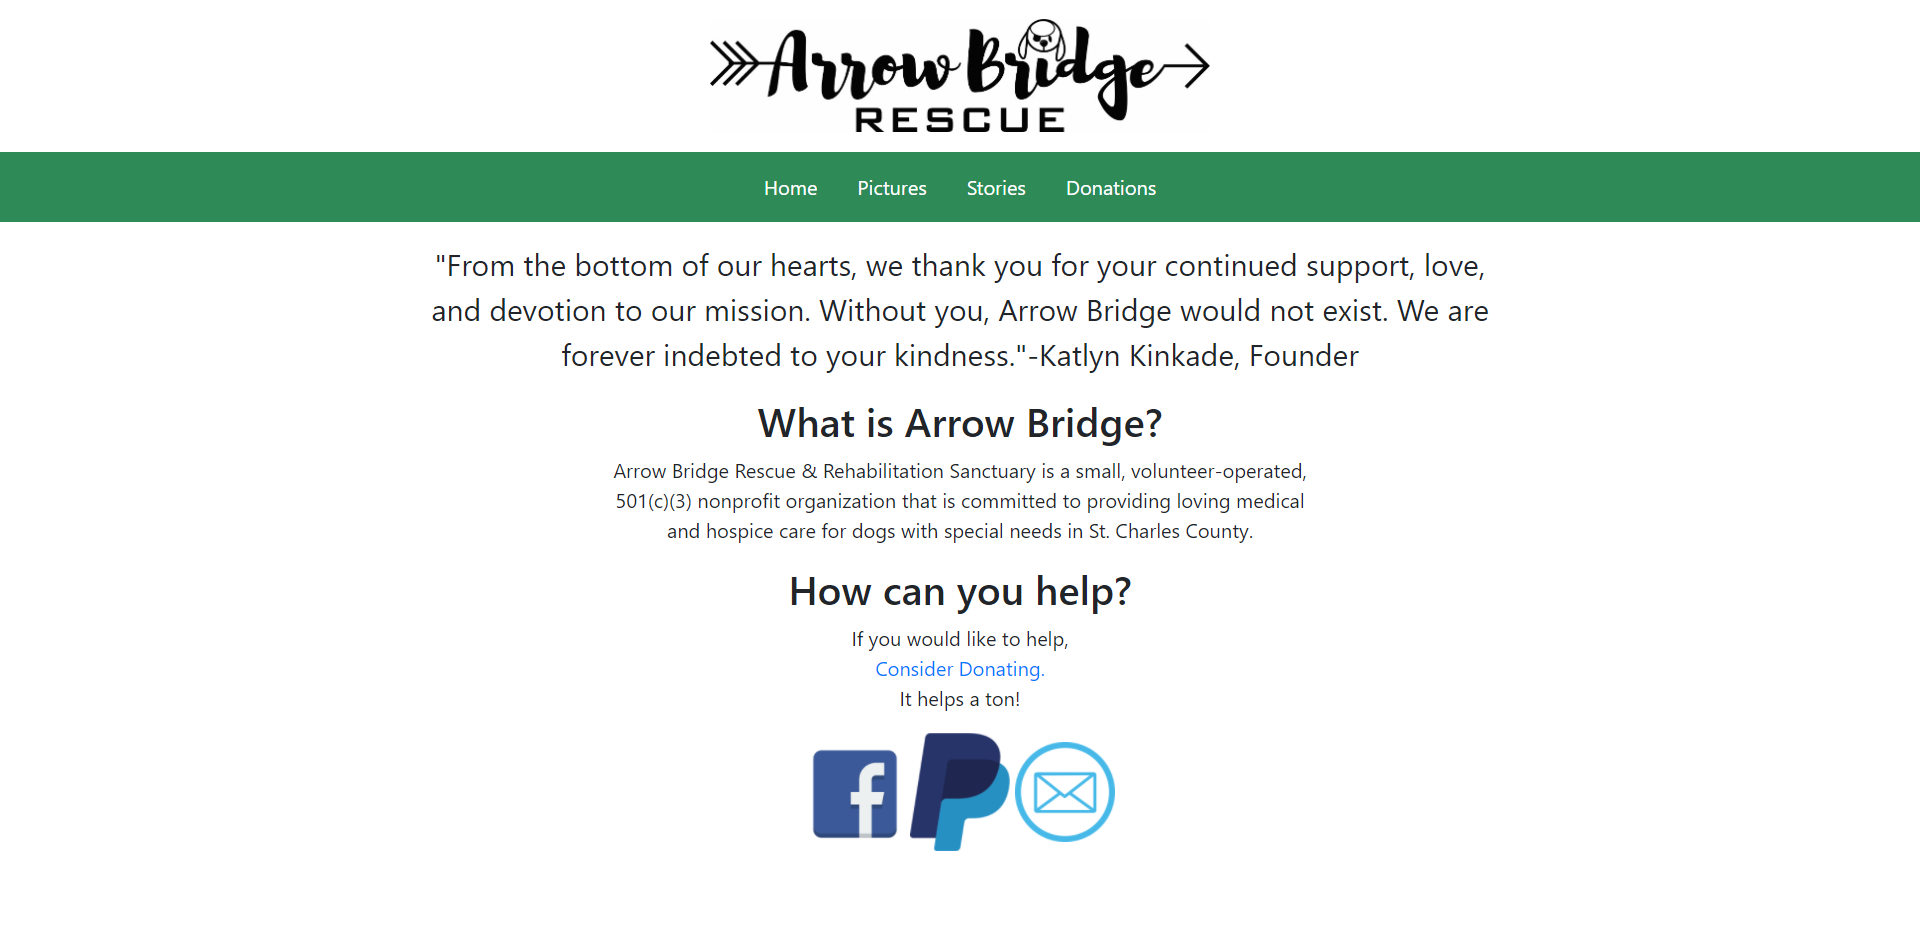 Arrow Bridge
RESCUE
Home Pictures Stories Donations
"From the bottom of our hearts, we thank you for your continued support, love,
and devotion to our mission. Without you, Arrow Bridge would not exist. We are
forever indebted to your kindness."-Katlyn Kinkade, Founder
What is Arrow Bridge?
Arrow Bridge Rescue & Rehabilitation Sanctuary is a small, volunteer-operated,
501(c)(3) nonprofit organization that is committed to providing loving medical
and hospice care for dogs with special needs in St. Charles County.
How can you help?
If you would like to help,
Consider Donating.
It helps a ton!